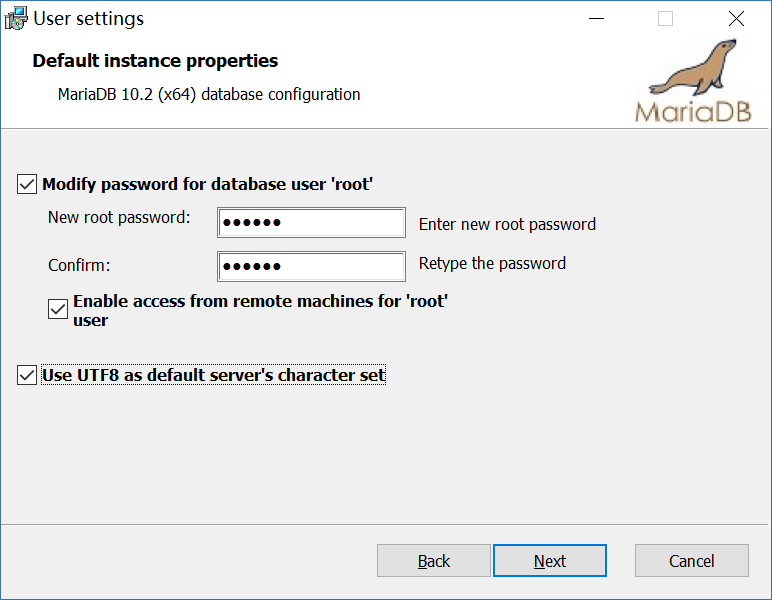 User settings
Default instance properties
MariaDB 10.2 (x64) database configuration
MariaDB
Modify password for database user 'root'
New root password:
●●●●●●
Enter new root password
Confirm:
●●●●●●
Retype the password
Enable access from remote machines for 'root'
user
Use UTF8 as default server's character set
Back
Next
Cancel